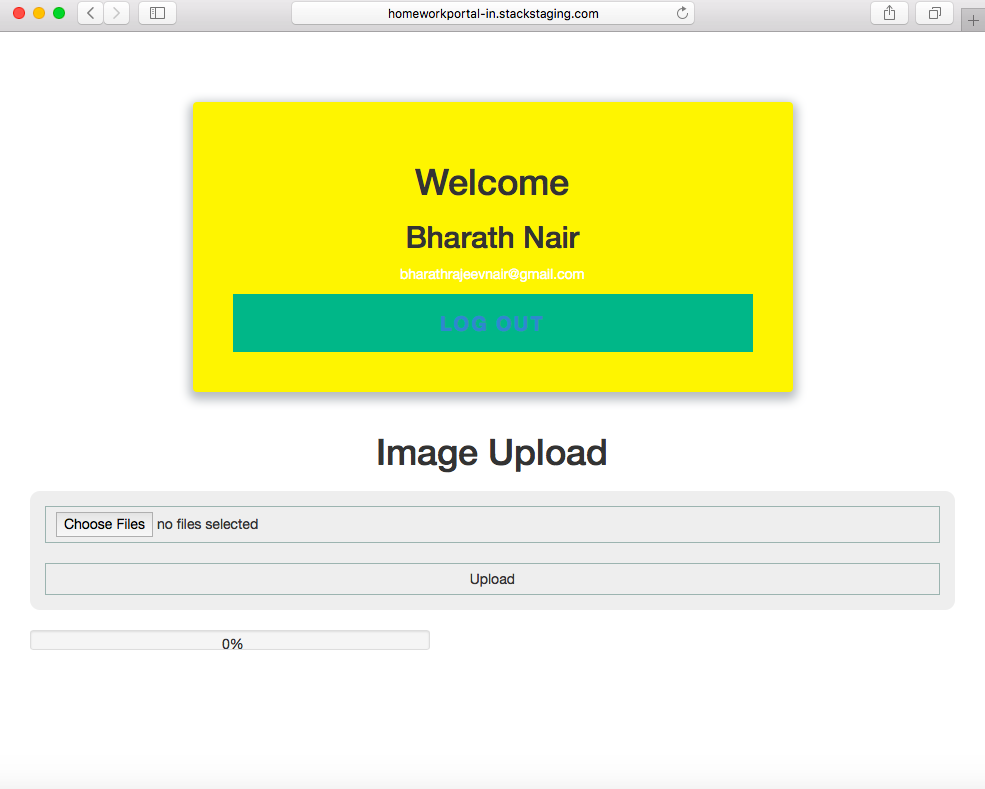 homeworkportal-in.stackstaging.com
Welcome
Bharath Nair
bharathrajeevnair@gmail.com
LOG OUT
Image Upload
Choose Files no files selected
Upload
0%